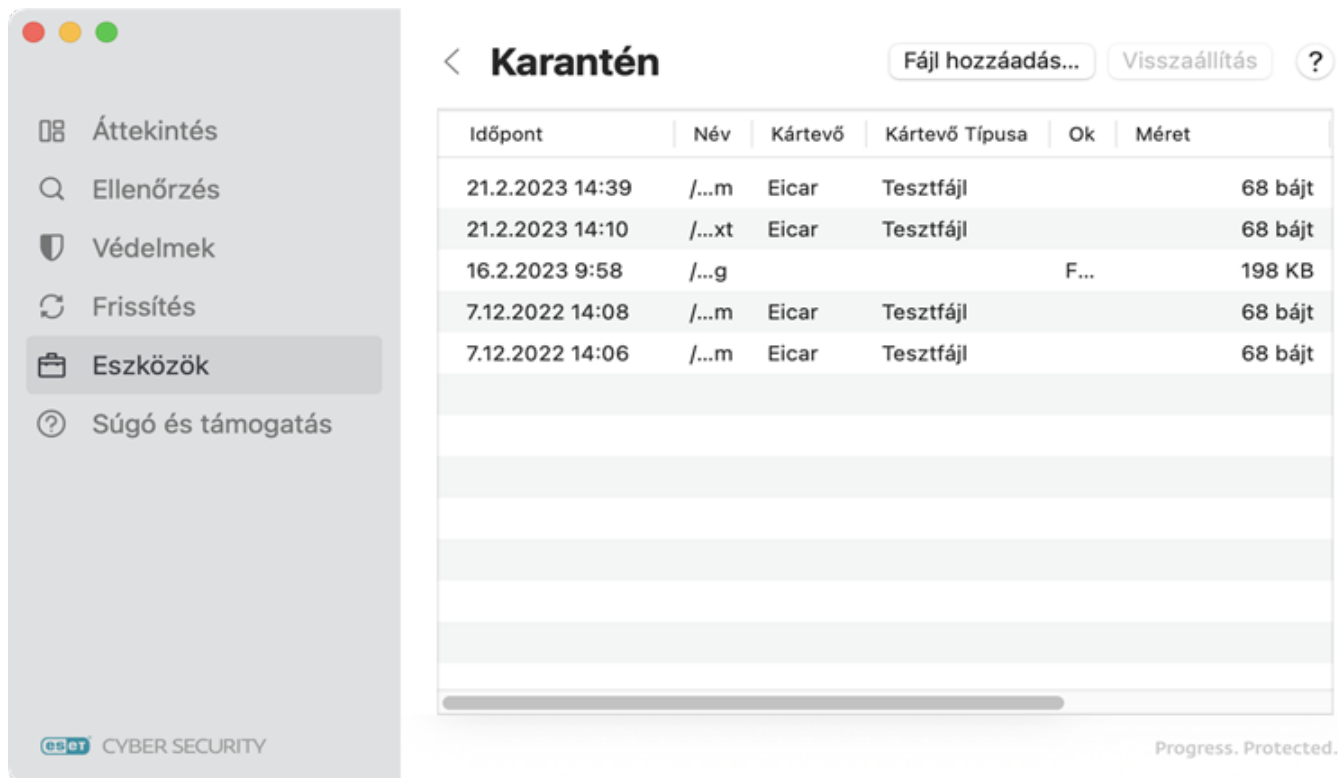 Karantén
Fájl hozzáadás...
Visszaállítás
?
Áttekintés
Ellenőrzés
Védelmek
Frissítés
Eszközök
Súgó és támogatás
Időpont Név Kártevő Kártevő Típusa Ok Méret
21.2.2023 14:39 /...m Eicar Tesztfájl 68 bájt
21.2.2023 14:10 /...xt Eicar Tesztfájl 68 bájt
16.2.2023 9:58 /...g F... 198 KB
7.12.2022 14:08 /...m Eicar Tesztfájl 68 bájt
7.12.2022 14:06 /...m Eicar Tesztfájl 68 bájt
eset CYBER SECURITY
Progress. Protected.